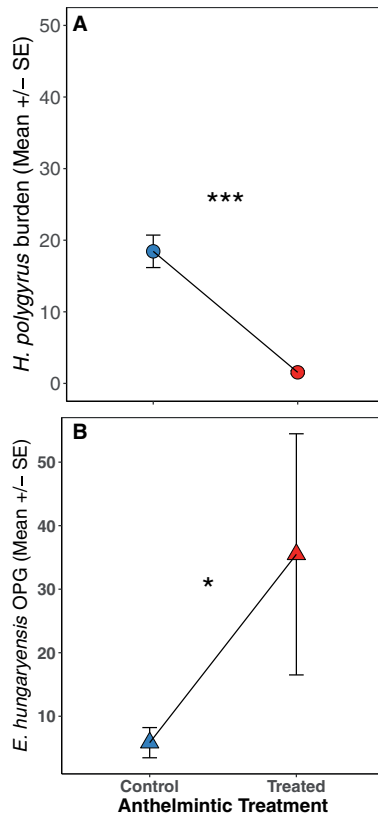 A
H. polygyrus burden (Mean +/− SE)
50
40
30
20
10
0
***
B
E. hungaryensis OPG (Mean +/− SE)
50
40
30
20
10
*
Control Treated
Anthelmintic Treatment